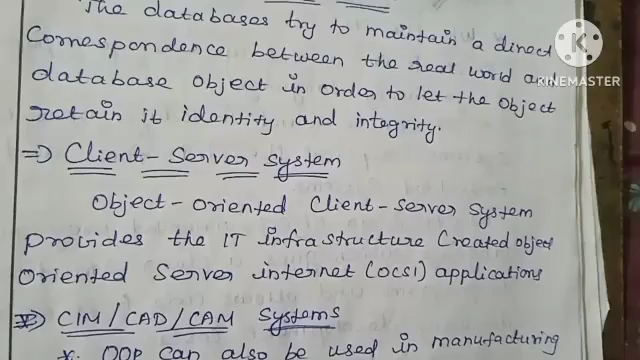 The databases try to maintain a direct
Correspondence between the real world and
database object in order to let the object
retain it identity and integrity.
=> Client-Server System
Object-oriented Client-Server System
Provides the IT infrastructure Created object
Oriented Server internet (OCSI) applications
=> CIM/CAD/CAM Systems
*. OOP can also be used in manufacturing
K
KINEMASTER